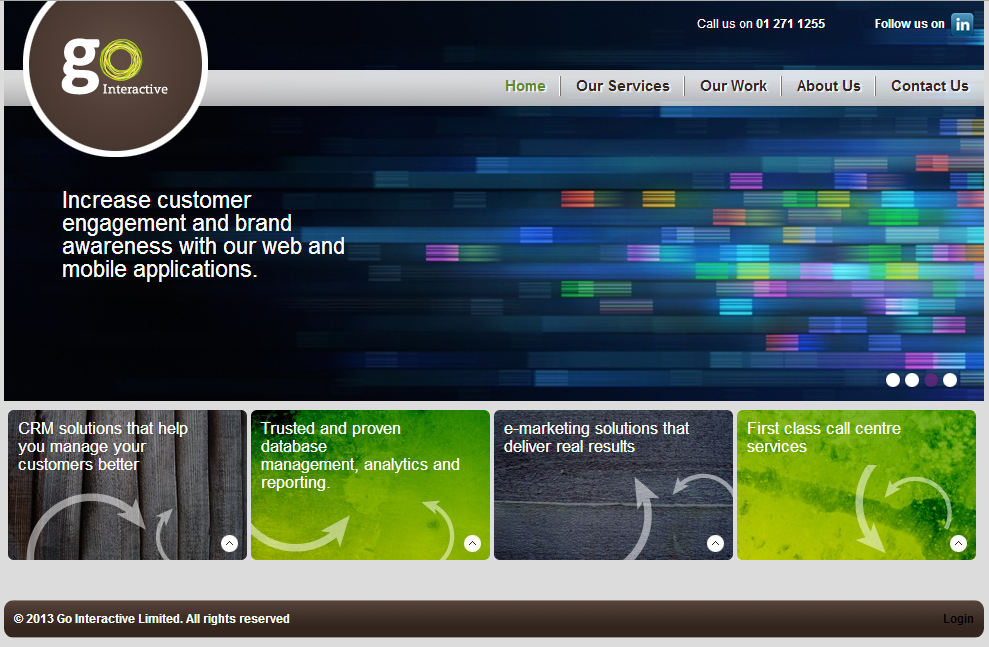 Call us on 01 271 1255
Follow us on in
go
Interactive
Home
Our Services
Our Work
About Us
Contact Us
Increase customer
engagement and brand
awareness with our web and
mobile applications.
CRM solutions that help
you manage your
customers better
Trusted and proven
database
management, analytics and
reporting.
e-marketing solutions that
deliver real results
First class call centre
services
© 2013 Go Interactive Limited. All rights reserved
Login